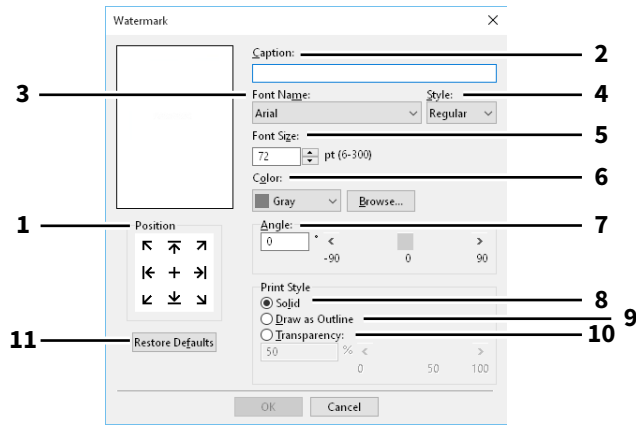 Watermark
Caption:
2
3
Font Name:
Style:
4
Arial
Regular
Font Size:
5
72
pt (6-300)
Color:
6
Gray
Browse...
1
Position
Angle:
7
0
°
-90
0
90
Print Style
Solid
8
Draw as Outline
9
Transparency:
10
11
Restore Defaults
50
%
0
50
100
OK
Cancel